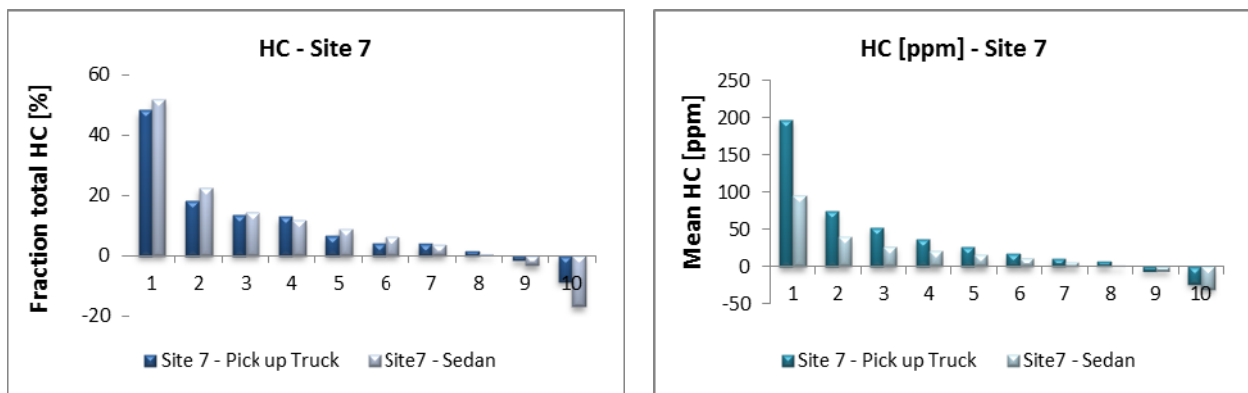 HC - Site 7
Fraction total HC [%]
60
40
20
0
-20
1 2 3 4 5 6 7 8 9 10
Site 7 - Pick up Truck Site7 - Sedan
HC [ppm] - Site 7
Mean HC [ppm]
250
200
150
100
50
0
-50
1 2 3 4 5 6 7 8 9 10
Site 7 - Pick up Truck Site7 - Sedan